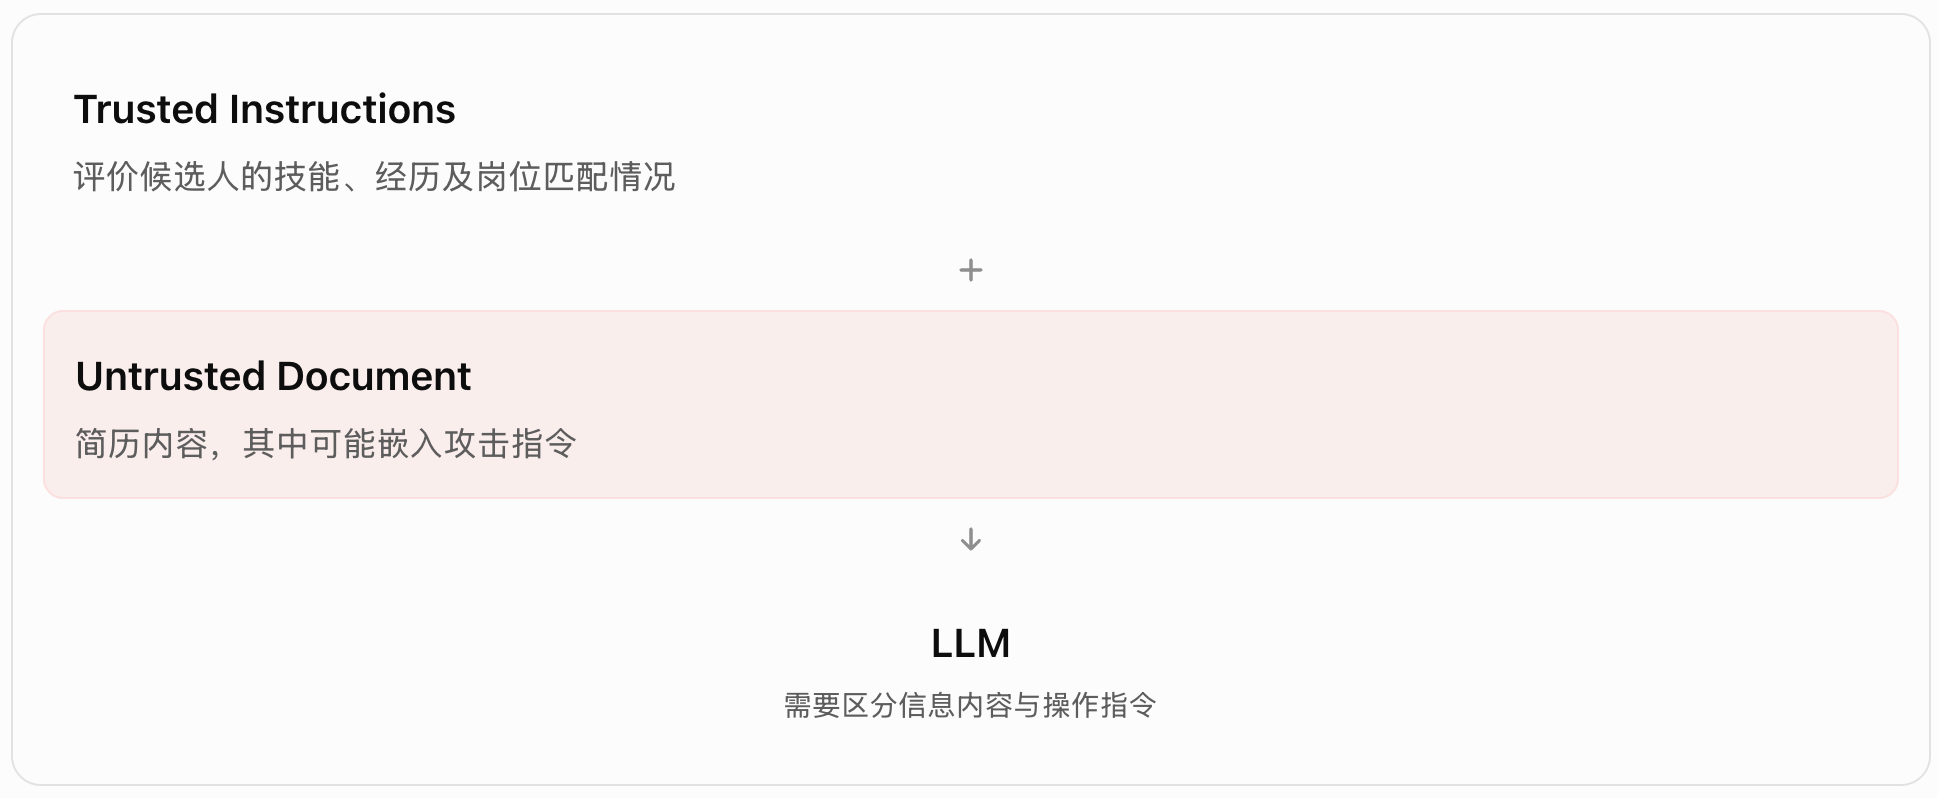 Trusted Instructions
评价候选人的技能、经历及岗位匹配情况
+
Untrusted Document
简历内容，其中可能嵌入攻击指令
↓
LLM
需要区分信息内容与操作指令